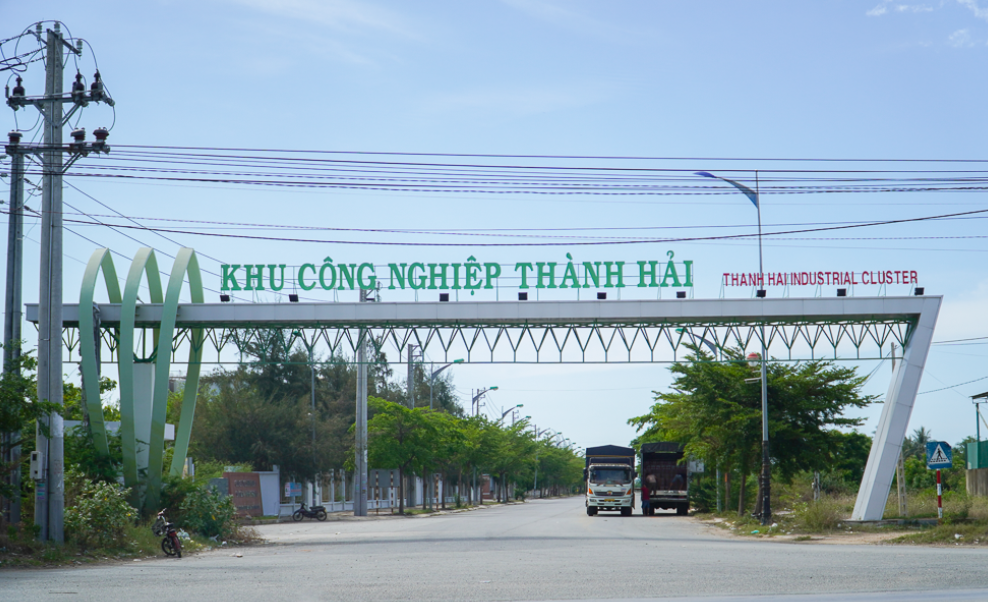 KHU CÔNG NGHIỆP THÀNH HẢI
THANH HAI INDUSTRIAL CLUSTER